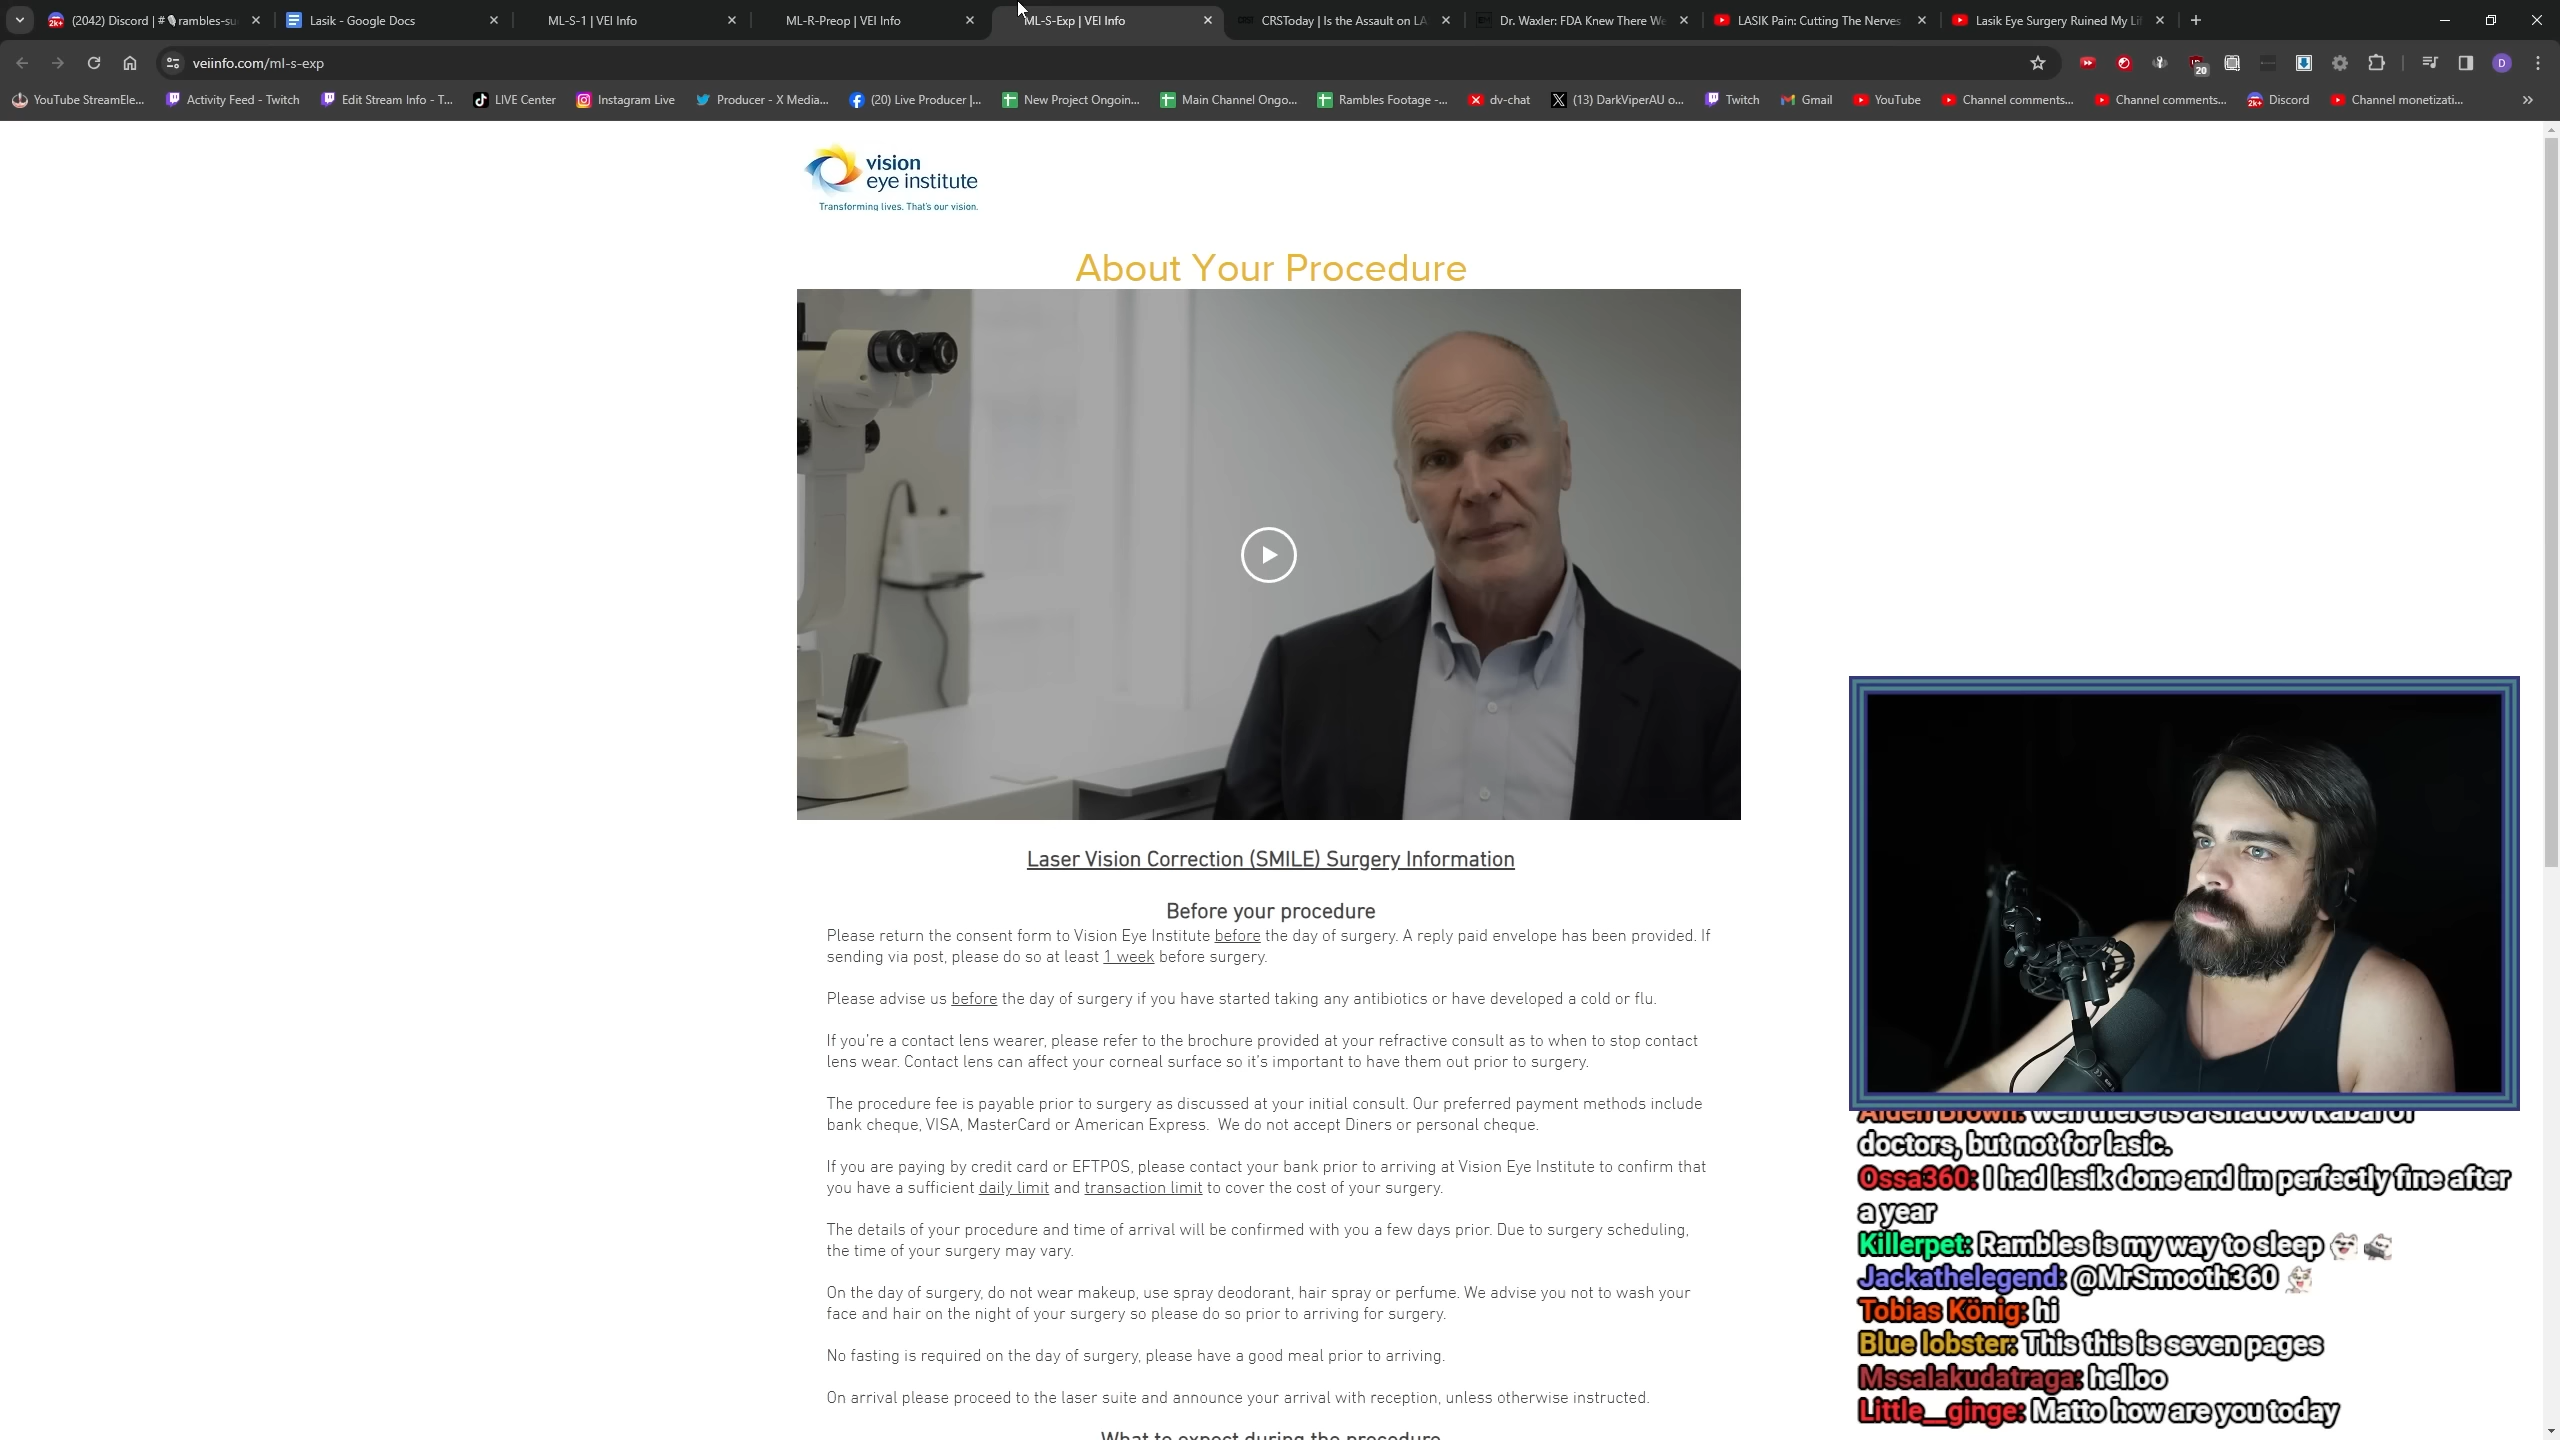 (2042) Discord | # rambles-su
Lasik - Google Docs
ML-S-1 | VEI Info
ML-R-Preop | VEI Info
ML-S-Exp | VEI Info
CRSToday | Is the Assault on LA
Dr. Waxler: FDA Knew There We
LASIK Pain: Cutting The Nerves
Lasik Eye Surgery Ruined My Li
veiinfo.com/ml-s-exp
20
D
YouTube StreamEle...
Activity Feed - Twitch
Edit Stream Info - T...
LIVE Center
Instagram Live
Producer - X Media...
(20) Live Producer |...
New Project Ongoin...
Main Channel Ongo...
Rambles Footage -...
dv-chat
(13) DarkViperAU o...
Twitch
Gmail
YouTube
Channel comments...
Channel comments...
Discord
Channel monetizati...
vision
eye institute
Transforming lives. That's our vision.
About Your Procedure
Laser Vision Correction (SMILE) Surgery Information
Before your procedure
Please return the consent form to Vision Eye Institute before the day of surgery. A reply paid envelope has been provided. If
sending via post, please do so at least 1 week before surgery.
Please advise us before the day of surgery if you have started taking any antibiotics or have developed a cold or flu.
If you're a contact lens wearer, please refer to the brochure provided at your refractive consult as to when to stop contact
lens wear. Contact lens can affect your corneal surface so it's important to have them out prior to surgery.
The procedure fee is payable prior to surgery as discussed at your initial consult. Our preferred payment methods include
bank cheque, VISA, MasterCard or American Express. We do not accept Diners or personal cheque.
If you are paying by credit card or EFTPOS, please contact your bank prior to arriving at Vision Eye Institute to confirm that
you have a sufficient daily limit and transaction limit to cover the cost of your surgery.
The details of your procedure and time of arrival will be confirmed with you a few days prior. Due to surgery scheduling,
the time of your surgery may vary.
On the day of surgery, do not wear makeup, use spray deodorant, hair spray or perfume. We advise you not to wash your
face and hair on the night of your surgery so please do so prior to arriving for surgery.
No fasting is required on the day of surgery, please have a good meal prior to arriving.
On arrival please proceed to the laser suite and announce your arrival with reception, unless otherwise instructed.
What to expect during the procedure
Aiden Brown: well there is a shadow kabal of
doctors, but not for lasic.
Ossa360: I had lasik done and im perfectly fine after
a year
Killerpet: Rambles is my way to sleep
Jackathelegend: @MrSmooth360
Tobias König: hi
Blue lobster: This this is seven pages
Mssalakudatraga: helloo
Little__ginge: Matto how are you today